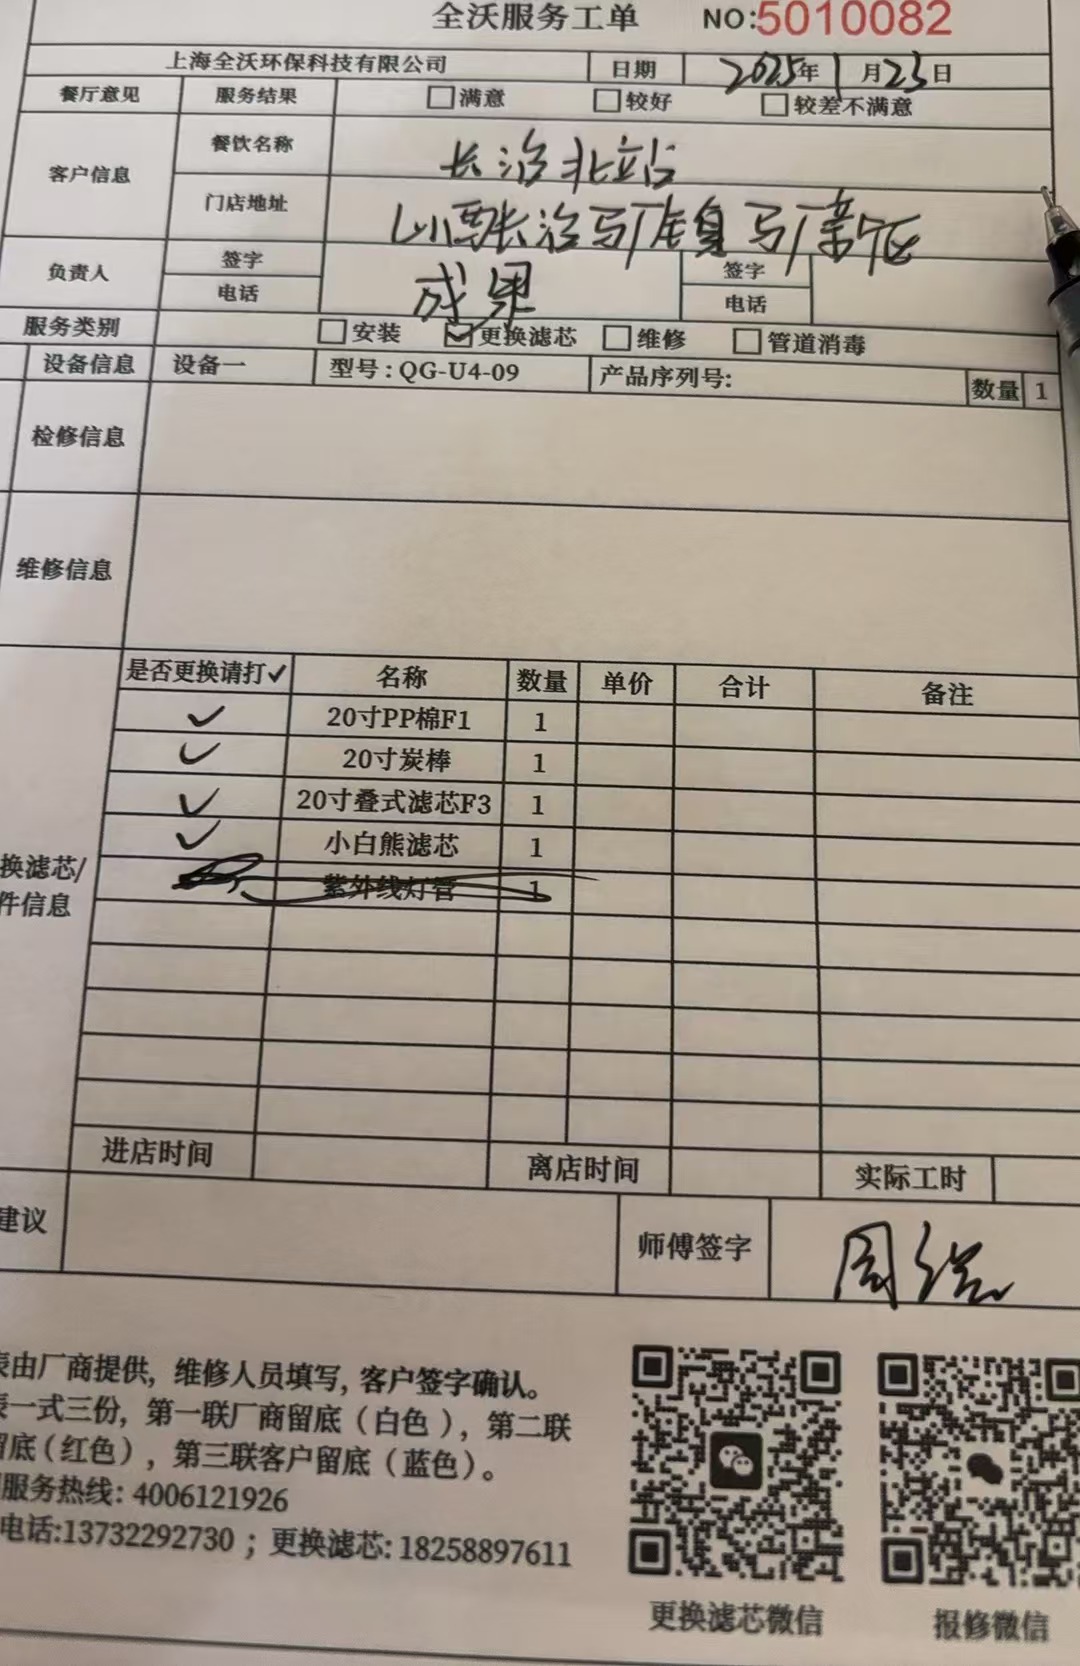 全沃服务工单 NO:5010082
上海全沃环保科技有限公司 日期 2025年1月23日
餐厅意见 服务结果 □满意 □较好 □较差不满意
客户信息 餐饮名称 长治北站
门店地址 山西长治马厂镇马厂新区
负责人 签字 成果 签字
电话 电话
服务类别 □安装 ☑更换滤芯 □维修 □管道消毒
设备信息 设备一 型号:QG-U4-09 产品序列号: 数量 1
检修信息
维修信息
是否更换请打✓ 名称 数量 单价 合计 备注
✓ 20寸PP棉F1 1
✓ 20寸炭棒 1
✓ 20寸叠式滤芯F3 1
✓ 小白熊滤芯 1
换滤芯/
件信息
紫外线灯管 1
进店时间 离店时间 实际工时
建议 师傅签字 周
表由厂商提供, 维修人员填写, 客户签字确认。
表一式三份, 第一联厂商留底（白色）, 第二联
留底（红色）, 第三联客户留底（蓝色）。
服务热线: 4006121926
电话:13732292730 ; 更换滤芯: 18258897611
更换滤芯微信 报修微信